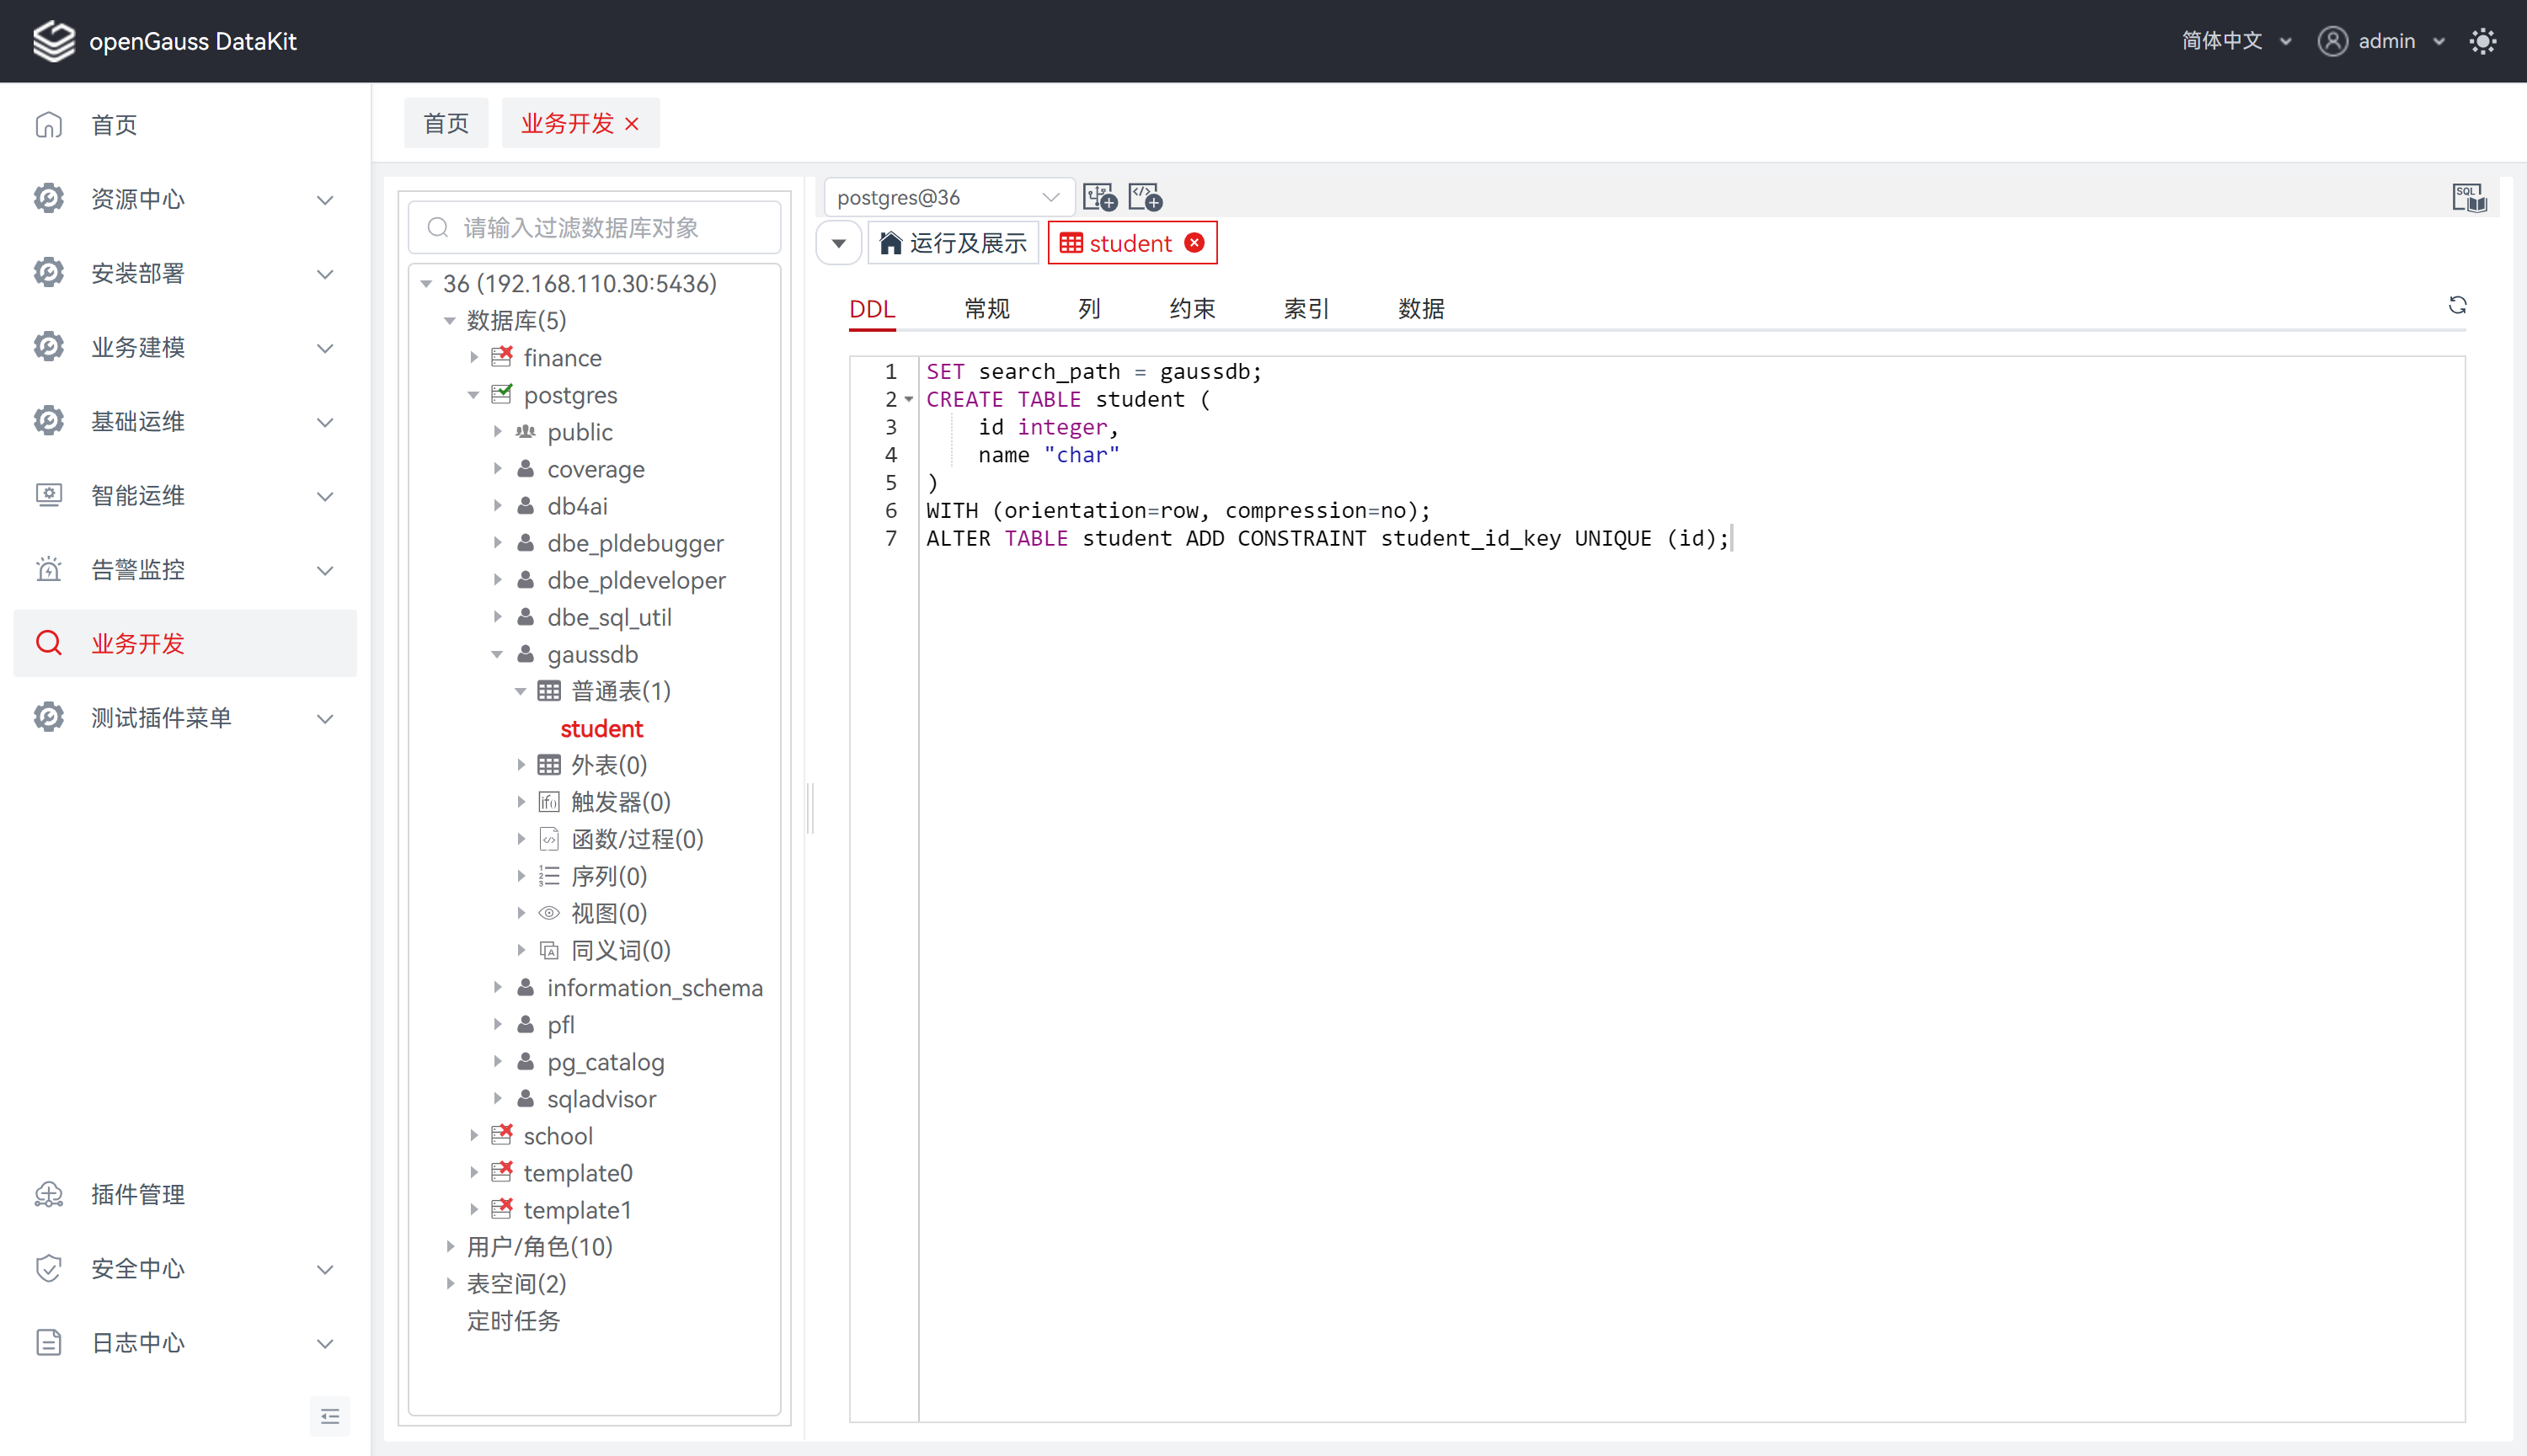 openGauss DataKit
简体中文
admin
首页
资源中心
安装部署
业务建模
基础运维
智能运维
告警监控
业务开发
测试插件菜单
插件管理
安全中心
日志中心
首页
业务开发
请输入过滤数据库对象
36 (192.168.110.30:5436)
数据库(5)
finance
postgres
public
coverage
db4ai
dbe_pldebugger
dbe_pldeveloper
dbe_sql_util
gaussdb
普通表(1)
student
外表(0)
触发器(0)
函数/过程(0)
序列(0)
视图(0)
同义词(0)
information_schema
pfl
pg_catalog
sqladvisor
school
template0
template1
用户/角色(10)
表空间(2)
定时任务
postgres@36
SQL
运行及展示
student
DDL 常规 列 约束 索引 数据
1 SET search_path = gaussdb;
2 CREATE TABLE student (
3 id integer,
4 name "char"
5 )
6 WITH (orientation=row, compression=no);
7 ALTER TABLE student ADD CONSTRAINT student_id_key UNIQUE (id);